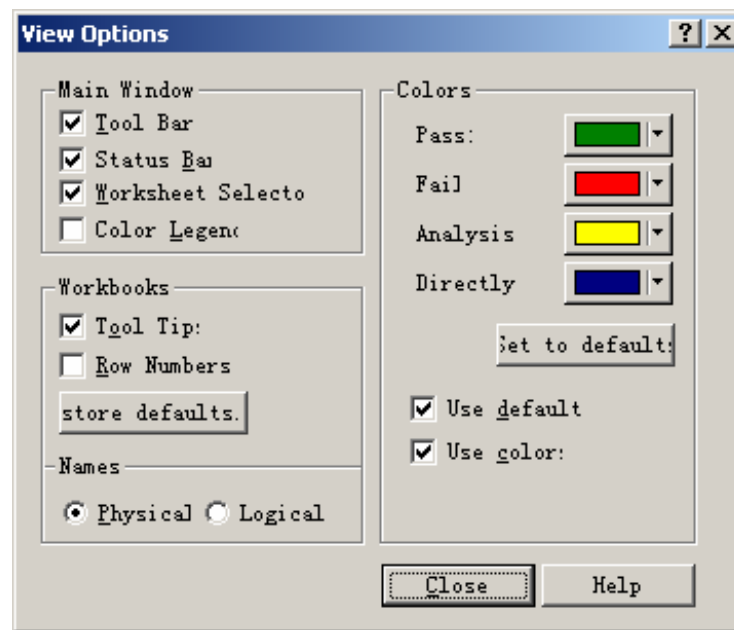 View Options
Main Window
Tool Bar
Status Ba
Worksheet Selecto
Color Legen
Workbooks
Tool Tip:
Row Numbers
store defaults.
Names
Physical Logical
Colors
Pass:
Fail
Analysis
Directly
Set to default:
Use default
Use color:
Close Help